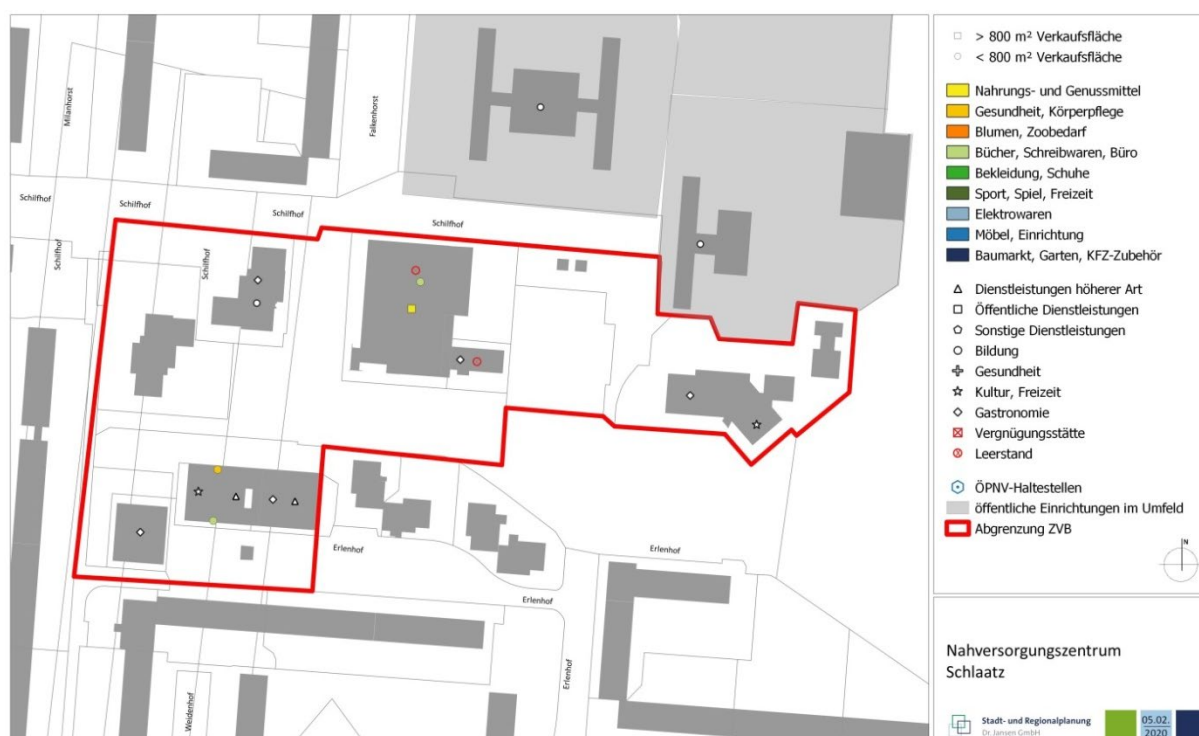 Milanhorst
Falkenhorst
Schilfhof
Schilfhof
Schilfhof
Schilfhof
Schilfhof
Schilfhof
Erlenhof
Erlenhof
Erlenhof
Erlenhof
Weidenhof
> 800 m² Verkaufsfläche
< 800 m² Verkaufsfläche
Nahrungs- und Genussmittel
Gesundheit, Körperpflege
Blumen, Zoobedarf
Bücher, Schreibwaren, Büro
Bekleidung, Schuhe
Sport, Spiel, Freizeit
Elektrowaren
Möbel, Einrichtung
Baumarkt, Garten, KFZ-Zubehör
Dienstleistungen höherer Art
Öffentliche Dienstleistungen
Sonstige Dienstleistungen
Bildung
Gesundheit
Kultur, Freizeit
Gastronomie
Vergnügungsstätte
Leerstand
ÖPNV-Haltestellen
öffentliche Einrichtungen im Umfeld
Abgrenzung ZVB
N
Nahversorgungszentrum
Schlaatz
Stadt- und Regionalplanung
Dr. Jansen GmbH
05.02.
2020